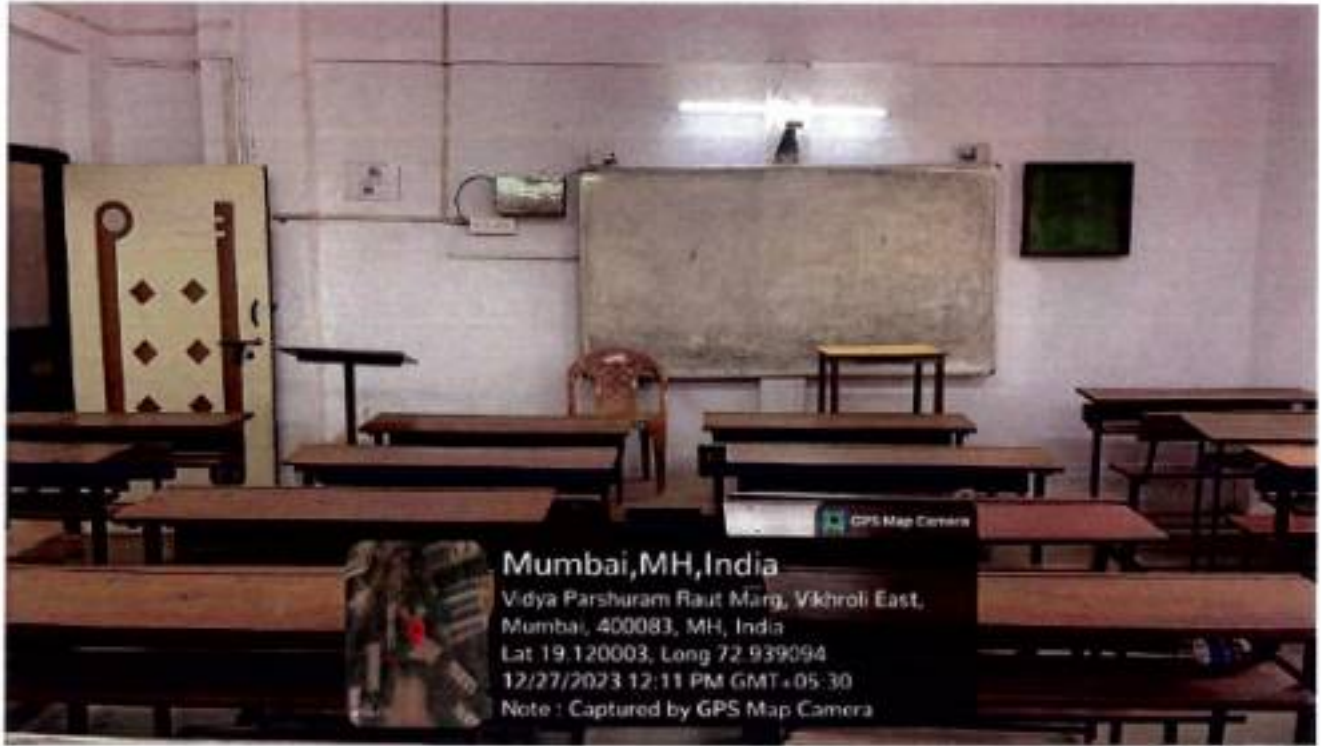 GPS Map Camera
Mumbai,MH,India
Vidya Parshuram Raut Marg, Vikhroli East,
Mumbai, 400083, MH, India
Lat 19.120003, Long 72.939094
12/27/2023 12:11 PM GMT+05:30
Note : Captured by GPS Map Camera